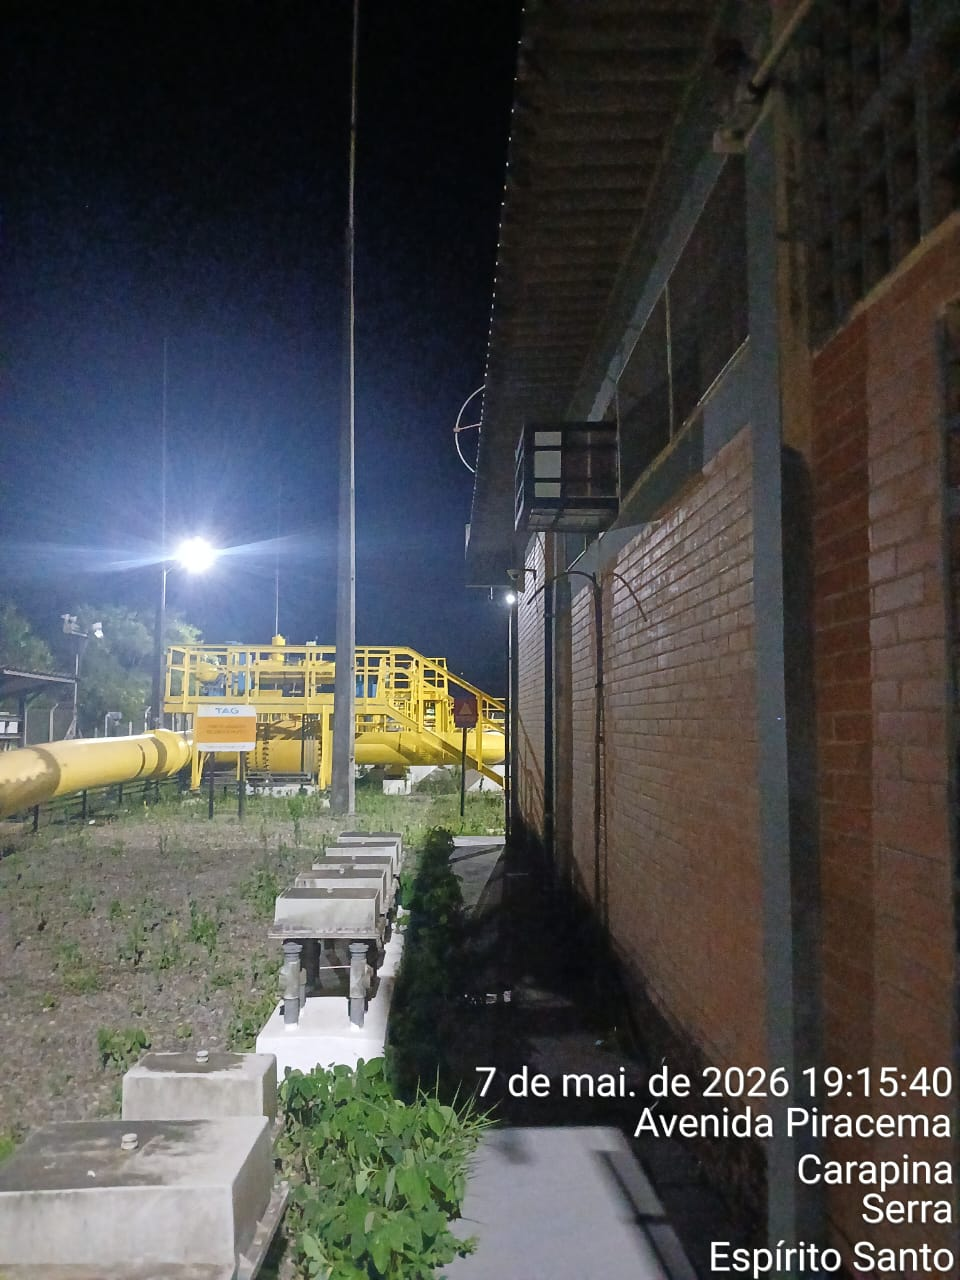 TAG
7 de mai. de 2026 19:15:40
Avenida Piracema
Carapina
Serra
Espírito Santo